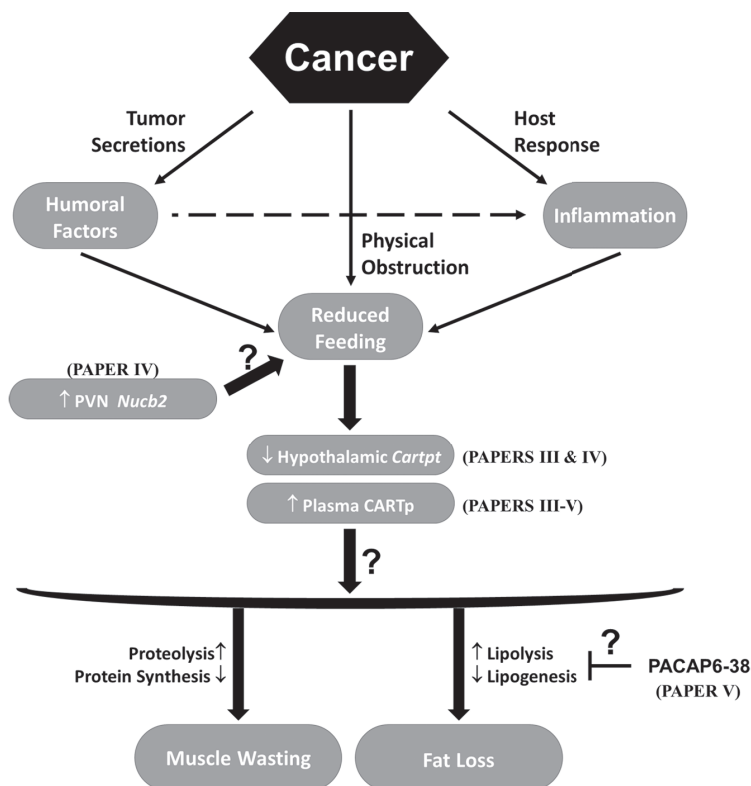 Cancer
Tumor
Secretions
Host
Response
Humoral
Factors
Inflammation
Physical
Obstruction
Reduced
Feeding
?
(PAPER IV)
↑ PVN Nucb2
↓ Hypothalamic Cartpt
(PAPERS III & IV)
↑ Plasma CARTp
(PAPERS III-V)
?
Proteolysis↑
Protein Synthesis ↓
↑ Lipolysis
↓ Lipogenesis
?
PACAP6-38
(PAPER V)
Muscle Wasting
Fat Loss